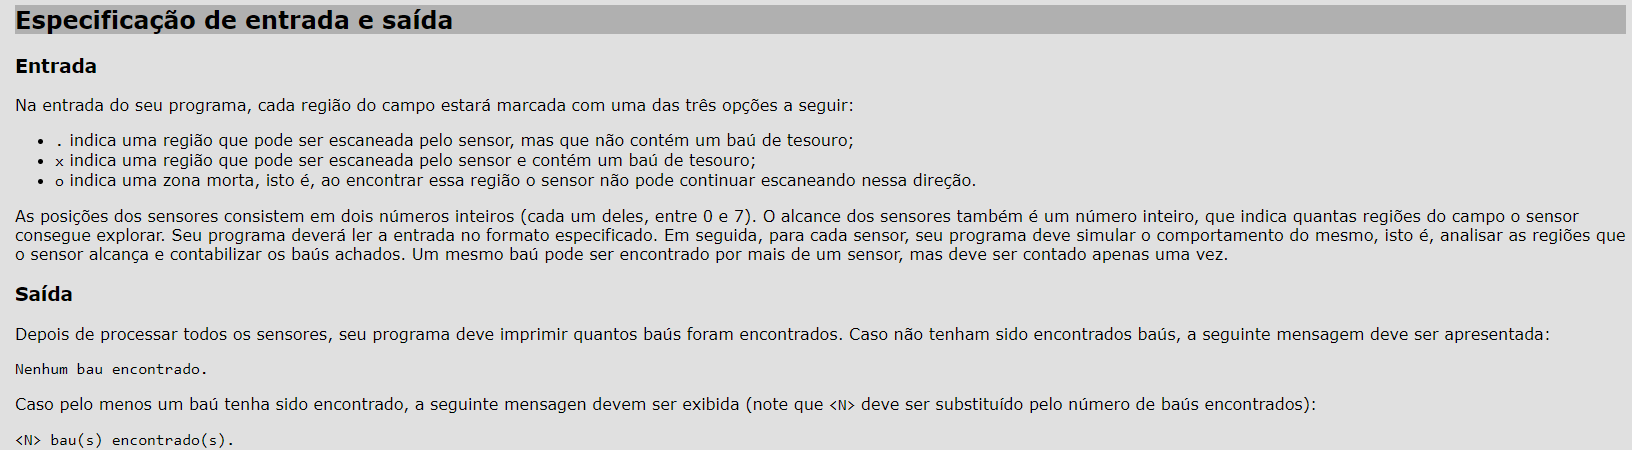 Especificação de entrada e saída
Entrada
Na entrada do seu programa, cada região do campo estará marcada com uma das três opções a seguir:
• . indica uma região que pode ser escaneada pelo sensor, mas que não contém um baú de tesouro;
• x indica uma região que pode ser escaneada pelo sensor e contém um baú de tesouro;
• o indica uma zona morta, isto é, ao encontrar essa região o sensor não pode continuar escaneando nessa direção.
As posições dos sensores consistem em dois números inteiros (cada um deles, entre 0 e 7). O alcance dos sensores também é um número inteiro, que indica quantas regiões do campo o sensor
consegue explorar. Seu programa deverá ler a entrada no formato especificado. Em seguida, para cada sensor, seu programa deve simular o comportamento do mesmo, isto é, analisar as regiões que
o sensor alcança e contabilizar os baús achados. Um mesmo baú pode ser encontrado por mais de um sensor, mas deve ser contado apenas uma vez.
Saída
Depois de processar todos os sensores, seu programa deve imprimir quantos baús foram encontrados. Caso não tenham sido encontrados baús, a seguinte mensagem deve ser apresentada:
Nenhum bau encontrado.
Caso pelo menos um baú tenha sido encontrado, a seguinte mensagen devem ser exibida (note que <N> deve ser substituído pelo número de baús encontrados):
<N> bau(s) encontrado(s).